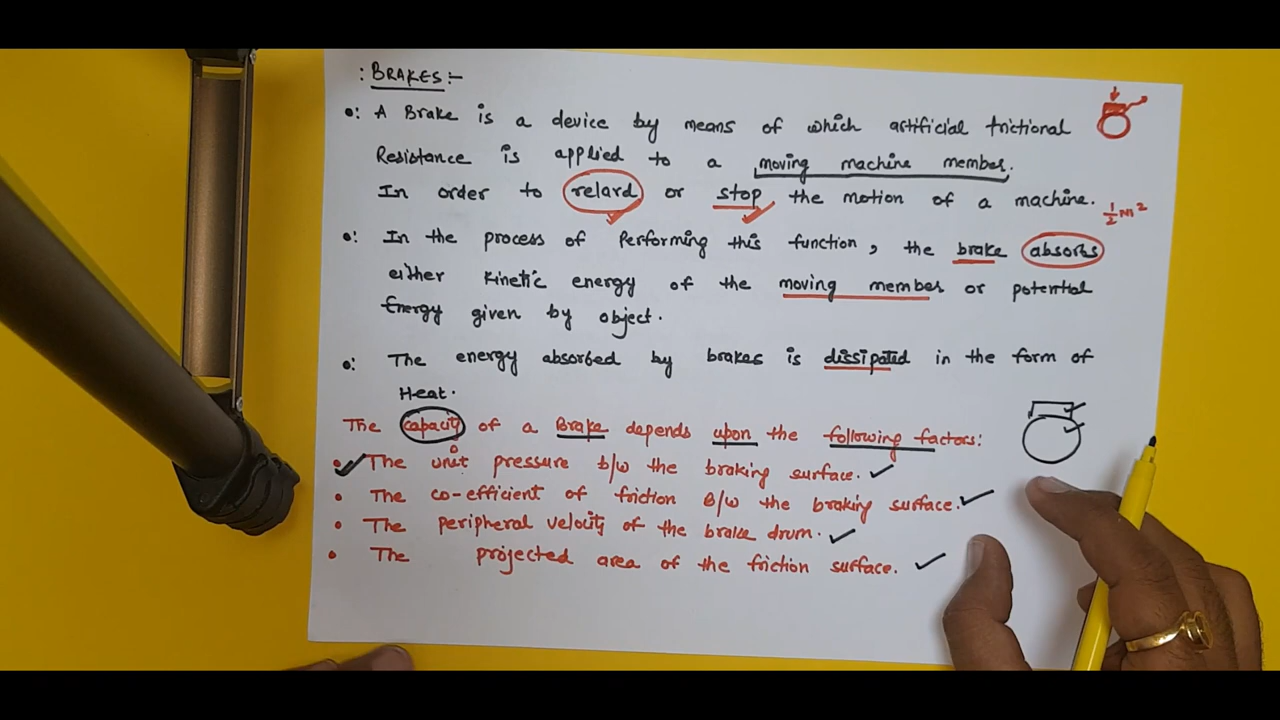 : BRAKES :-
•: A Brake is a device by means of which artificial frictional
Resistance is applied to a moving machine member.
In order to relard or stop the motion of a machine.
•: In the process of Performing this function, the brake absorbs
either kinetic energy of the moving member or potential
Energy given by object.
•: The energy absorbed by brakes is dissipated in the form of
Heat.
The capacity of a Brake depends upon the following factors:
• The unit pressure b/w the braking surface.
• The co-efficient of friction B/w the braking surface.
• The peripheral velocity of the brake drum.
• The projected area of the friction surface.